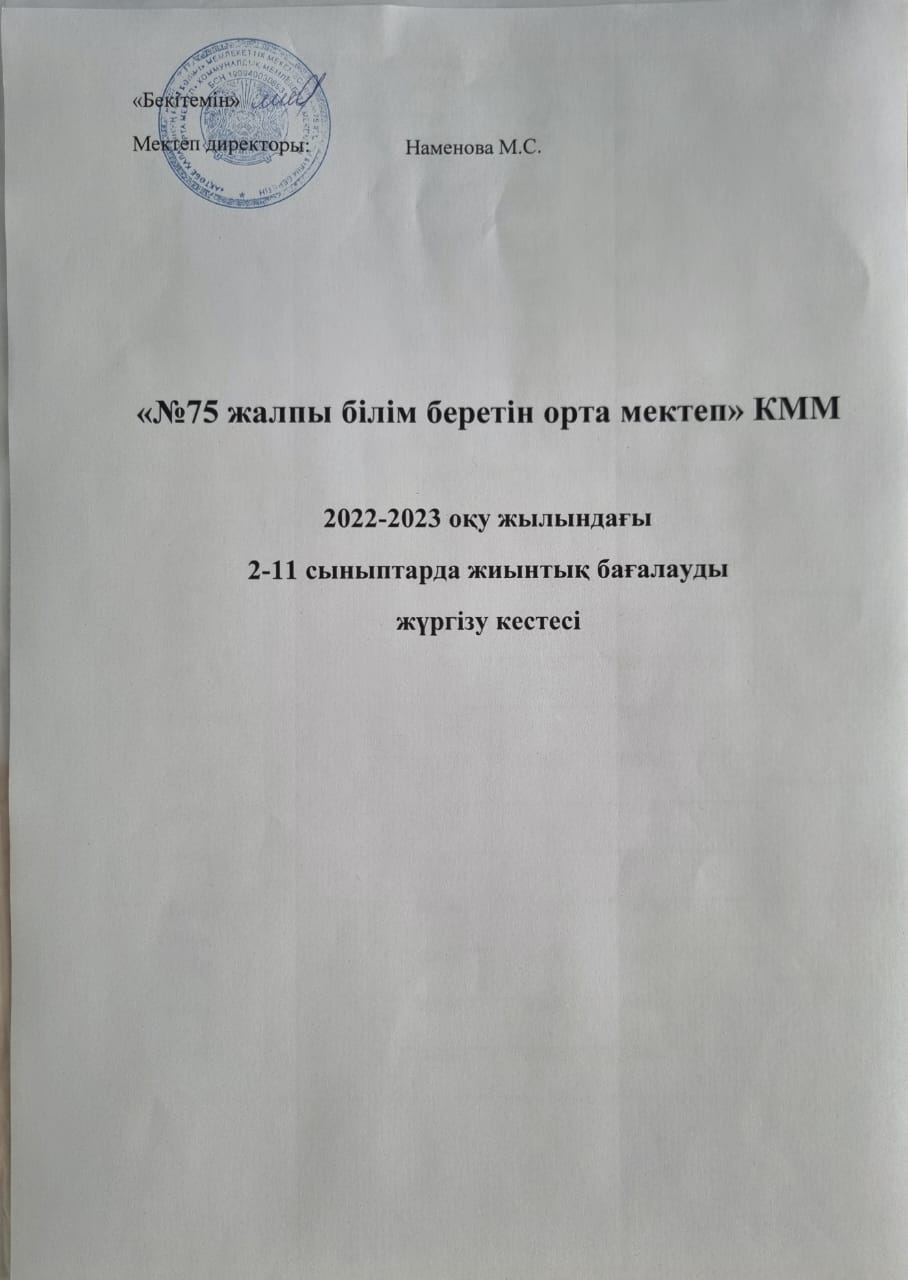 «Бекітемін»
Мектеп директоры: Наменова М.С.
«№75 жалпы білім беретін орта мектеп» КММ
2022-2023 оқу жылындағы
2-11 сыныптарда жиынтық бағалауды
жүргізу кестесі